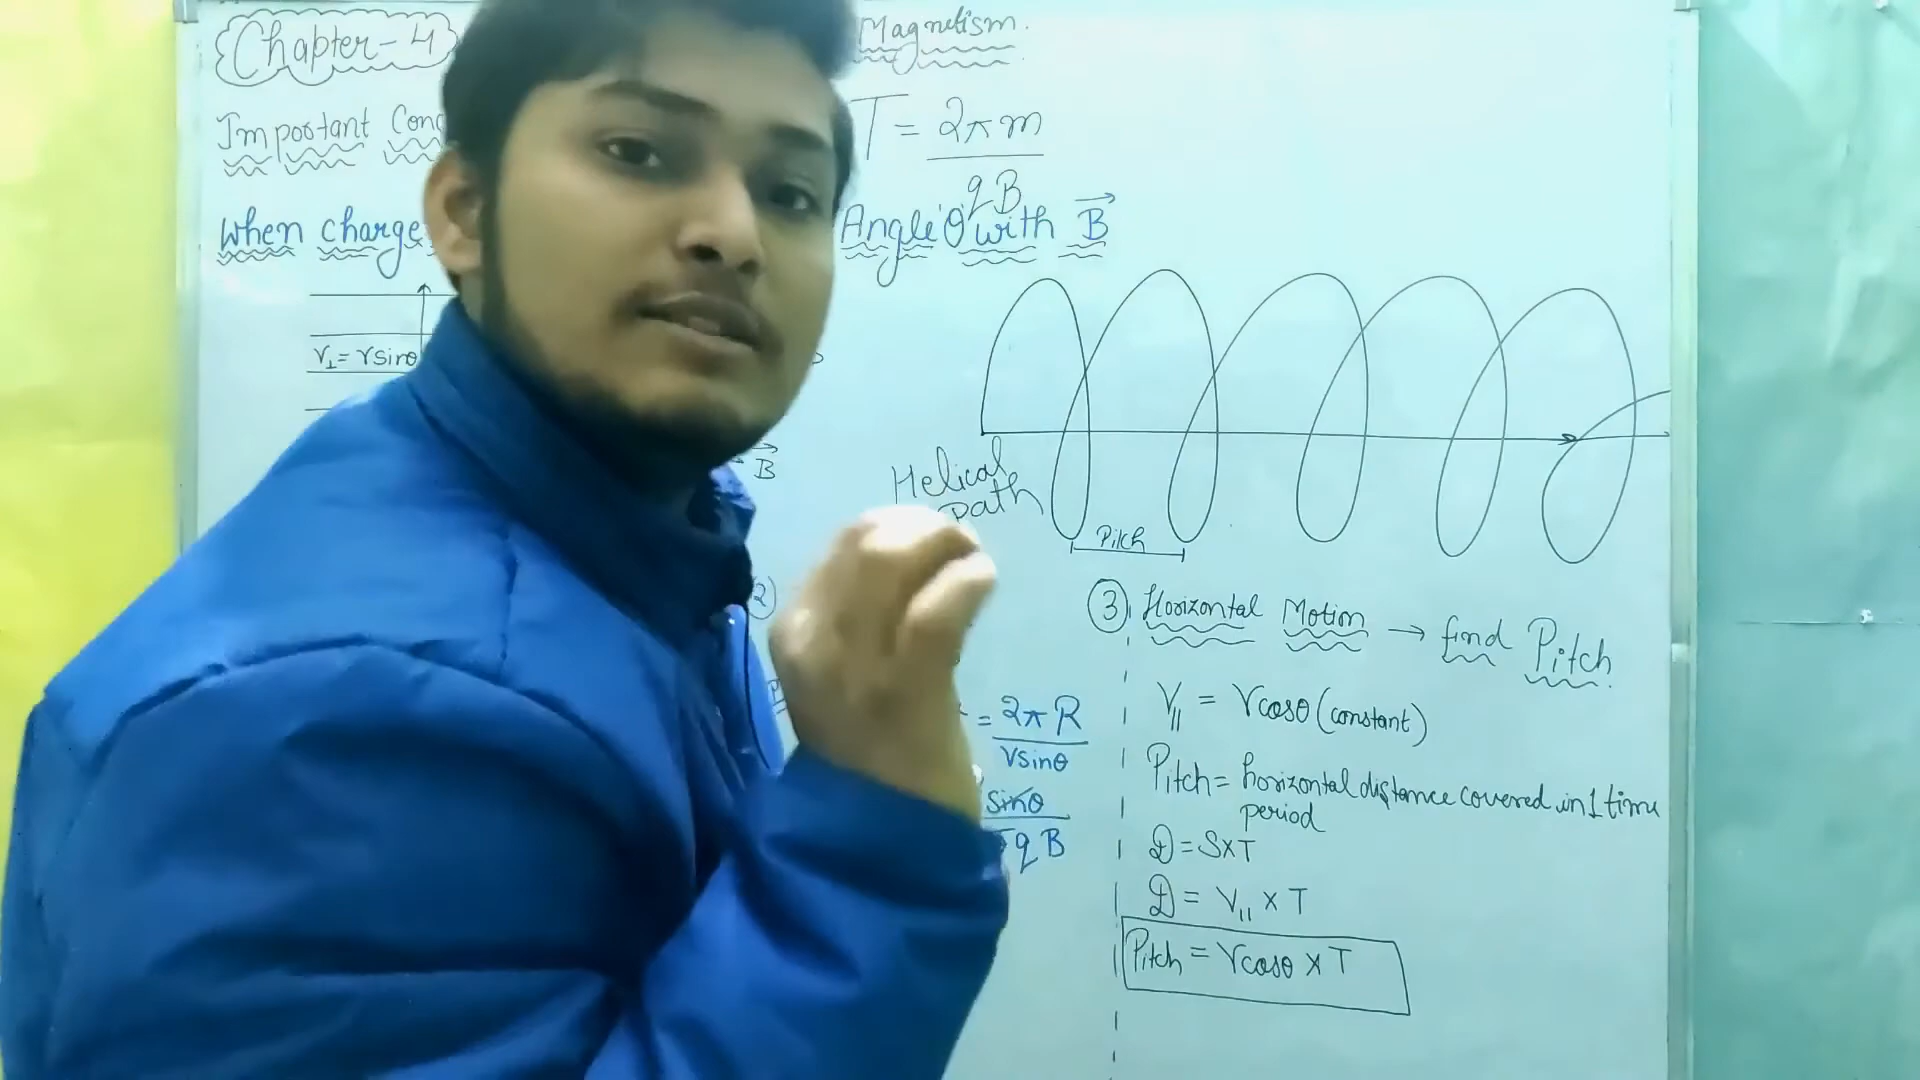 Chapter-4
Magnetism.
Important Conc
T = 2πm
qB
When charge
Angle θ with B⃗
V⊥ = Vsinθ
B⃗
Helical
Path
Pitch
(2)
(3) Horizontal Motion → find Pitch
= 2πR
Vsinθ
V∥ = Vcosθ (constant)
Pitch = horizontal distance covered in 1 time
period
sinθ
qB
D = S×T
D = V∥ × T
Pitch = Vcosθ × T